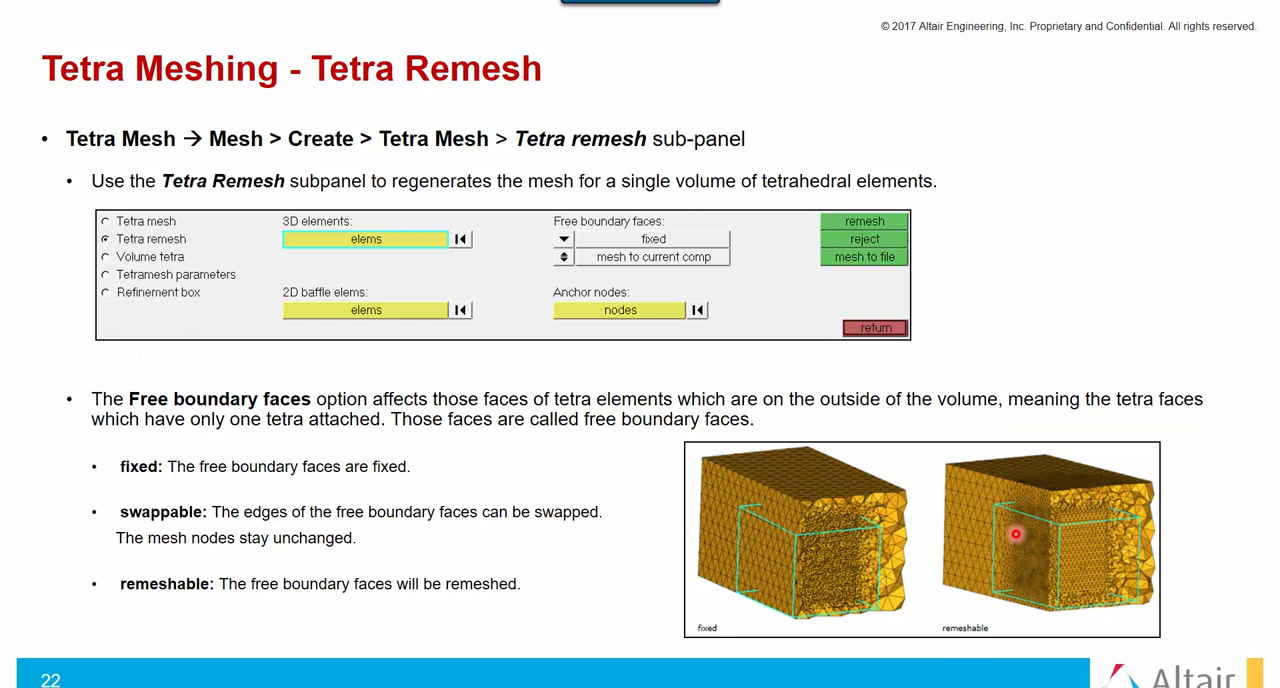 © 2017 Altair Engineering, Inc. Proprietary and Confidential. All rights reserved.
Tetra Meshing - Tetra Remesh
• Tetra Mesh → Mesh > Create > Tetra Mesh > Tetra remesh sub-panel
• Use the Tetra Remesh subpanel to regenerates the mesh for a single volume of tetrahedral elements.
Tetra mesh
Tetra remesh
Volume tetra
Tetramesh parameters
Refinement box
3D elements:
elems
2D baffle elems:
elems
Free boundary faces:
fixed
mesh to current comp
Anchor nodes:
nodes
remesh
reject
mesh to file
return
• The Free boundary faces option affects those faces of tetra elements which are on the outside of the volume, meaning the tetra faces
which have only one tetra attached. Those faces are called free boundary faces.
• fixed: The free boundary faces are fixed.
• swappable: The edges of the free boundary faces can be swapped.
The mesh nodes stay unchanged.
• remeshable: The free boundary faces will be remeshed.
fixed
remeshable
22
Altair